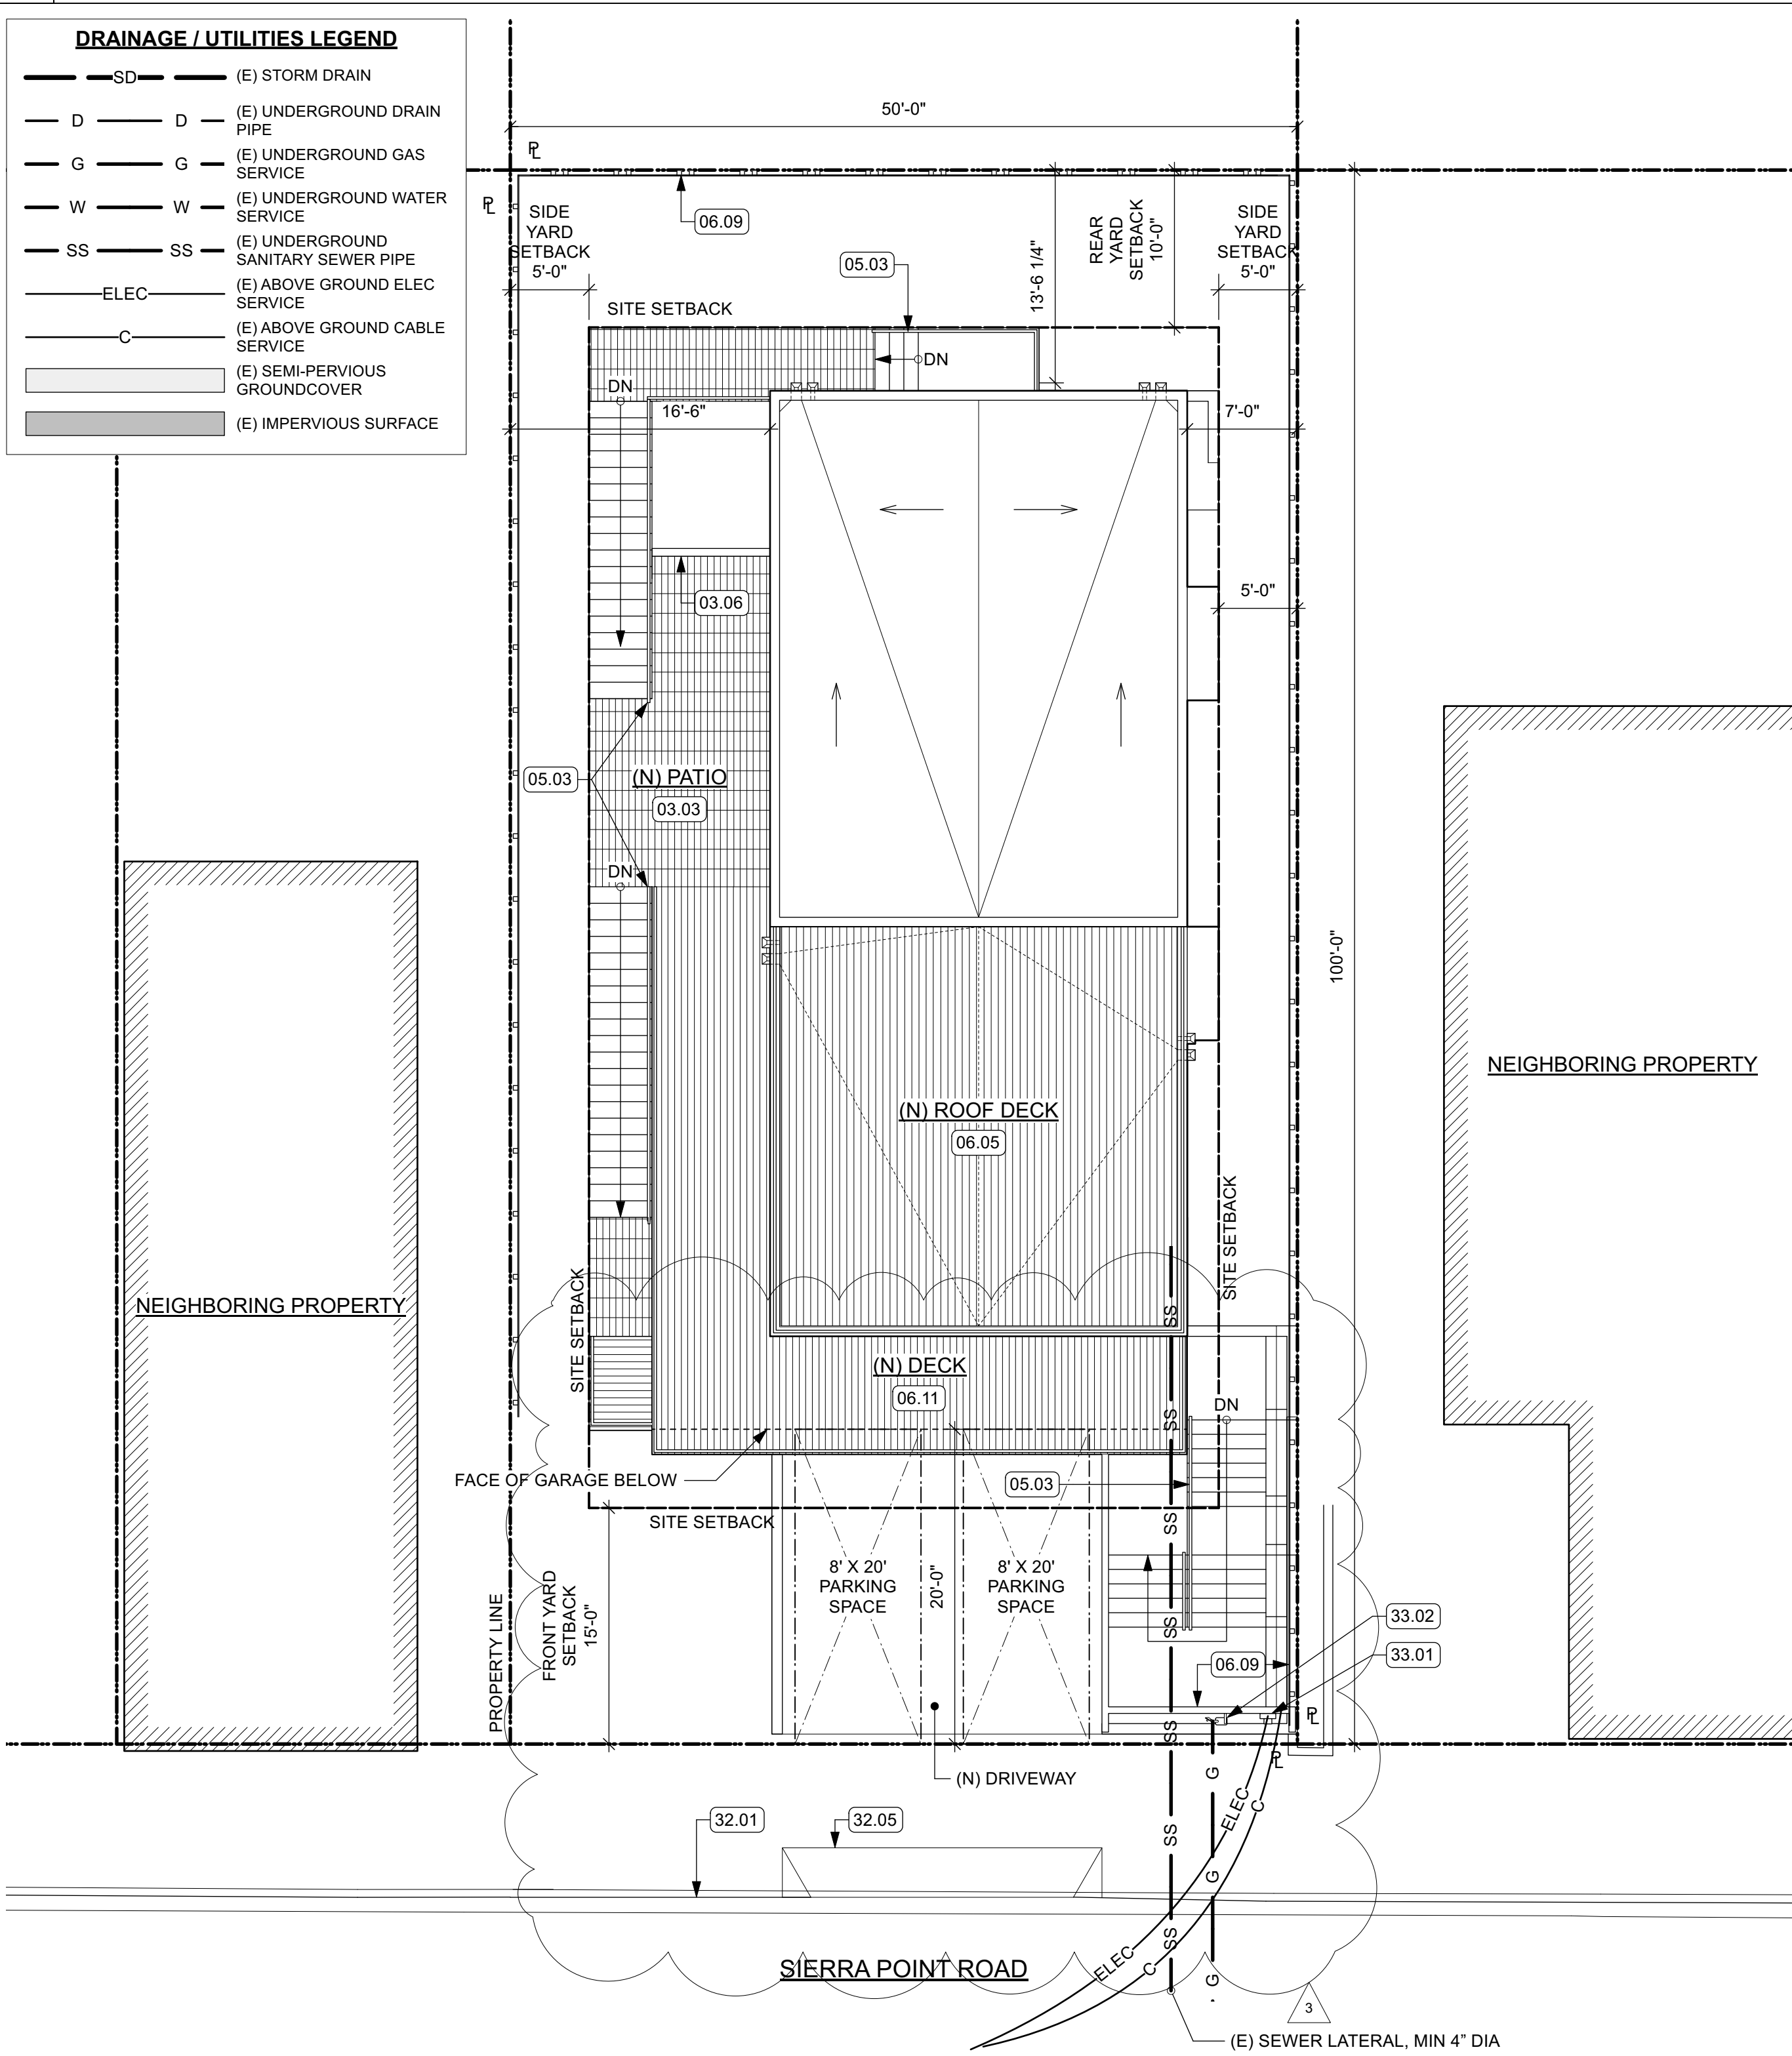 DRAINAGE / UTILITIES LEGEND
SD
(E) STORM DRAIN
D D
(E) UNDERGROUND DRAIN
PIPE
G G
(E) UNDERGROUND GAS
SERVICE
W W
(E) UNDERGROUND WATER
SERVICE
SS SS
(E) UNDERGROUND
SANITARY SEWER PIPE
ELEC
(E) ABOVE GROUND ELEC
SERVICE
C
(E) ABOVE GROUND CABLE
SERVICE
(E) SEMI-PERVIOUS
GROUNDCOVER
(E) IMPERVIOUS SURFACE
50'-0"
PL
PL
SIDE
YARD
SETBACK
5'-0"
06.09
05.03
13'-6 1/4"
REAR
YARD
SETBACK
10'-0"
SIDE
YARD
SETBACK
5'-0"
SITE SETBACK
DN
DN
16'-6"
7'-0"
5'-0"
03.06
05.03
(N) PATIO
03.03
DN
100'-0"
NEIGHBORING PROPERTY
(N) ROOF DECK
06.05
SITE SETBACK
NEIGHBORING PROPERTY
SITE SETBACK
SS
(N) DECK
06.11
SS
DN
FACE OF GARAGE BELOW
05.03
SITE SETBACK
SS
PROPERTY LINE
FRONT YARD
SETBACK
15'-0"
8' X 20'
PARKING
SPACE
20'-0"
8' X 20'
PARKING
SPACE
SS
33.02
33.01
06.09
PL
SS
PL
(N) DRIVEWAY
G
ELEC
C
32.01
32.05
SS
G
SS
ELEC
C
G
SIERRA POINT ROAD
3
(E) SEWER LATERAL, MIN 4" DIA